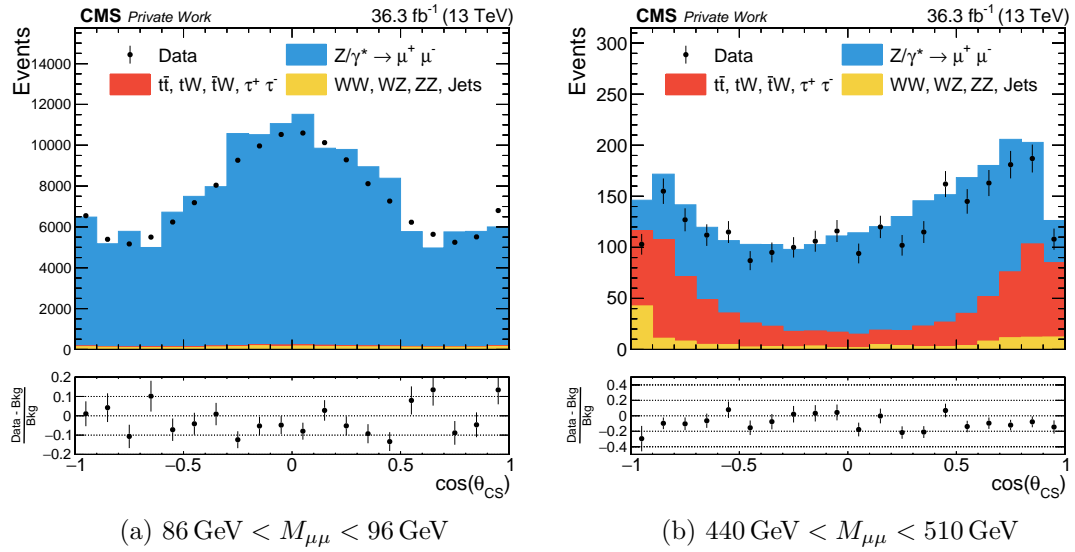 CMS Private Work 36.3 fb⁻¹ (13 TeV)
Events
14000
12000
10000
8000
6000
4000
2000
0
Data
Z/γ* → μ⁺ μ⁻
tt̄, tW, t̄W, τ⁺ τ⁻
WW, WZ, ZZ, Jets
Data - Bkg
Bkg
0.2
0.1
0
−0.1
−0.2
−1 −0.5 0 0.5 1
cos(θCS)
(a) 86 GeV < Mμμ < 96 GeV
CMS Private Work 36.3 fb⁻¹ (13 TeV)
Events
300
250
200
150
100
50
0
Data
Z/γ* → μ⁺ μ⁻
tt̄, tW, t̄W, τ⁺ τ⁻
WW, WZ, ZZ, Jets
Data - Bkg
Bkg
0.4
0.2
0
−0.2
−0.4
−1 −0.5 0 0.5 1
cos(θCS)
(b) 440 GeV < Mμμ < 510 GeV